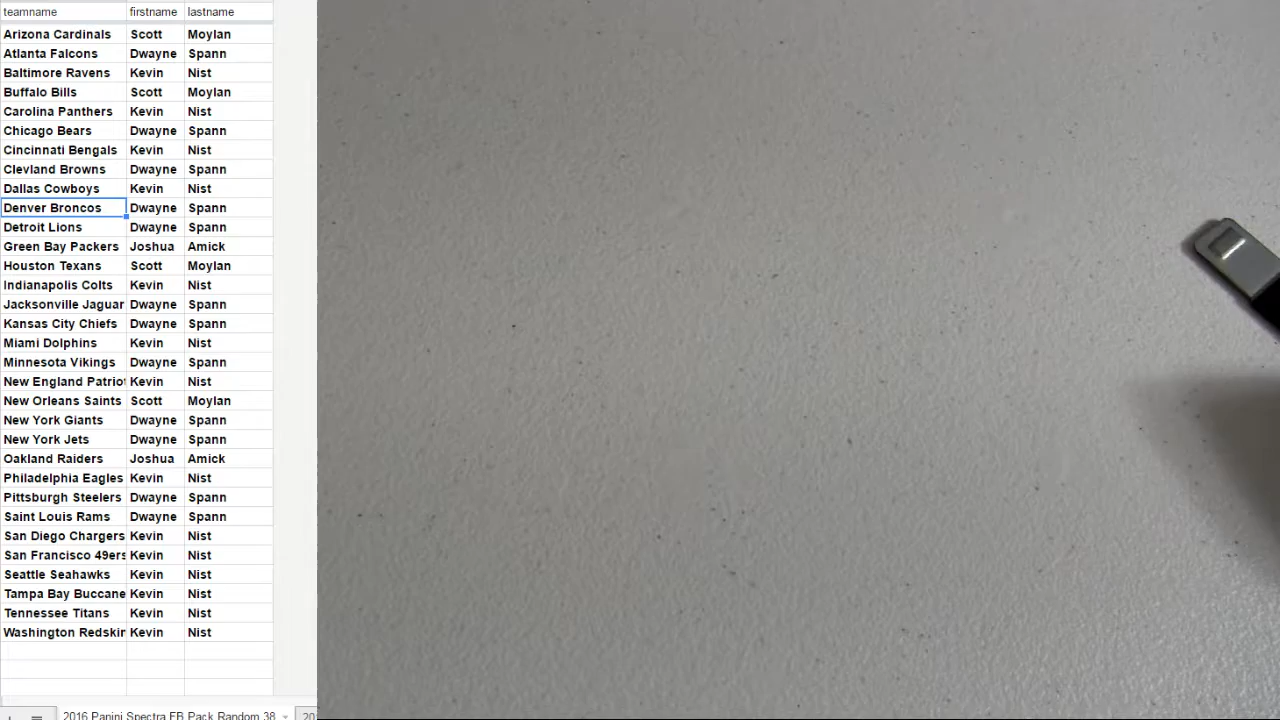 teamname firstname lastname
Arizona Cardinals Scott Moylan
Atlanta Falcons Dwayne Spann
Baltimore Ravens Kevin Nist
Buffalo Bills Scott Moylan
Carolina Panthers Kevin Nist
Chicago Bears Dwayne Spann
Cincinnati Bengals Kevin Nist
Clevland Browns Dwayne Spann
Dallas Cowboys Kevin Nist
Denver Broncos Dwayne Spann
Detroit Lions Dwayne Spann
Green Bay Packers Joshua Amick
Houston Texans Scott Moylan
Indianapolis Colts Kevin Nist
Jacksonville Jaguar Dwayne Spann
Kansas City Chiefs Dwayne Spann
Miami Dolphins Kevin Nist
Minnesota Vikings Dwayne Spann
New England Patriot Kevin Nist
New Orleans Saints Scott Moylan
New York Giants Dwayne Spann
New York Jets Dwayne Spann
Oakland Raiders Joshua Amick
Philadelphia Eagles Kevin Nist
Pittsburgh Steelers Dwayne Spann
Saint Louis Rams Dwayne Spann
San Diego Chargers Kevin Nist
San Francisco 49ers Kevin Nist
Seattle Seahawks Kevin Nist
Tampa Bay Buccane Kevin Nist
Tennessee Titans Kevin Nist
Washington Redskin Kevin Nist
2016 Panini Spectra FB Pack Random 38 20